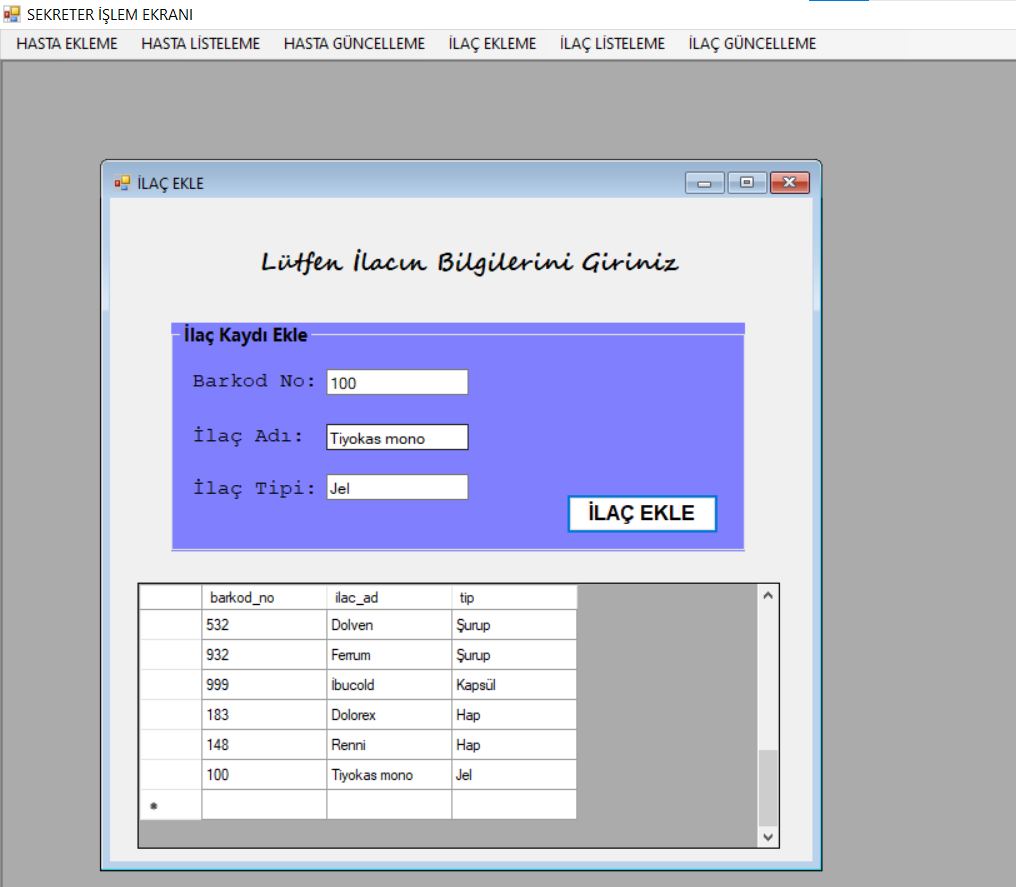 SEKRETER İŞLEM EKRANI
HASTA EKLEME HASTA LİSTELEME HASTA GÜNCELLEME İLAÇ EKLEME İLAÇ LİSTELEME İLAÇ GÜNCELLEME
İLAÇ EKLE
Lütfen İlacın Bilgilerini Giriniz
İlaç Kaydı Ekle
Barkod No: 100
İlaç Adı: Tiyokas mono
İlaç Tipi: Jel
İLAÇ EKLE
barkod_no ilac_ad tip
532 Dolven Şurup
932 Ferrum Şurup
999 İbucold Kapsül
183 Dolorex Hap
148 Renni Hap
100 Tiyokas mono Jel